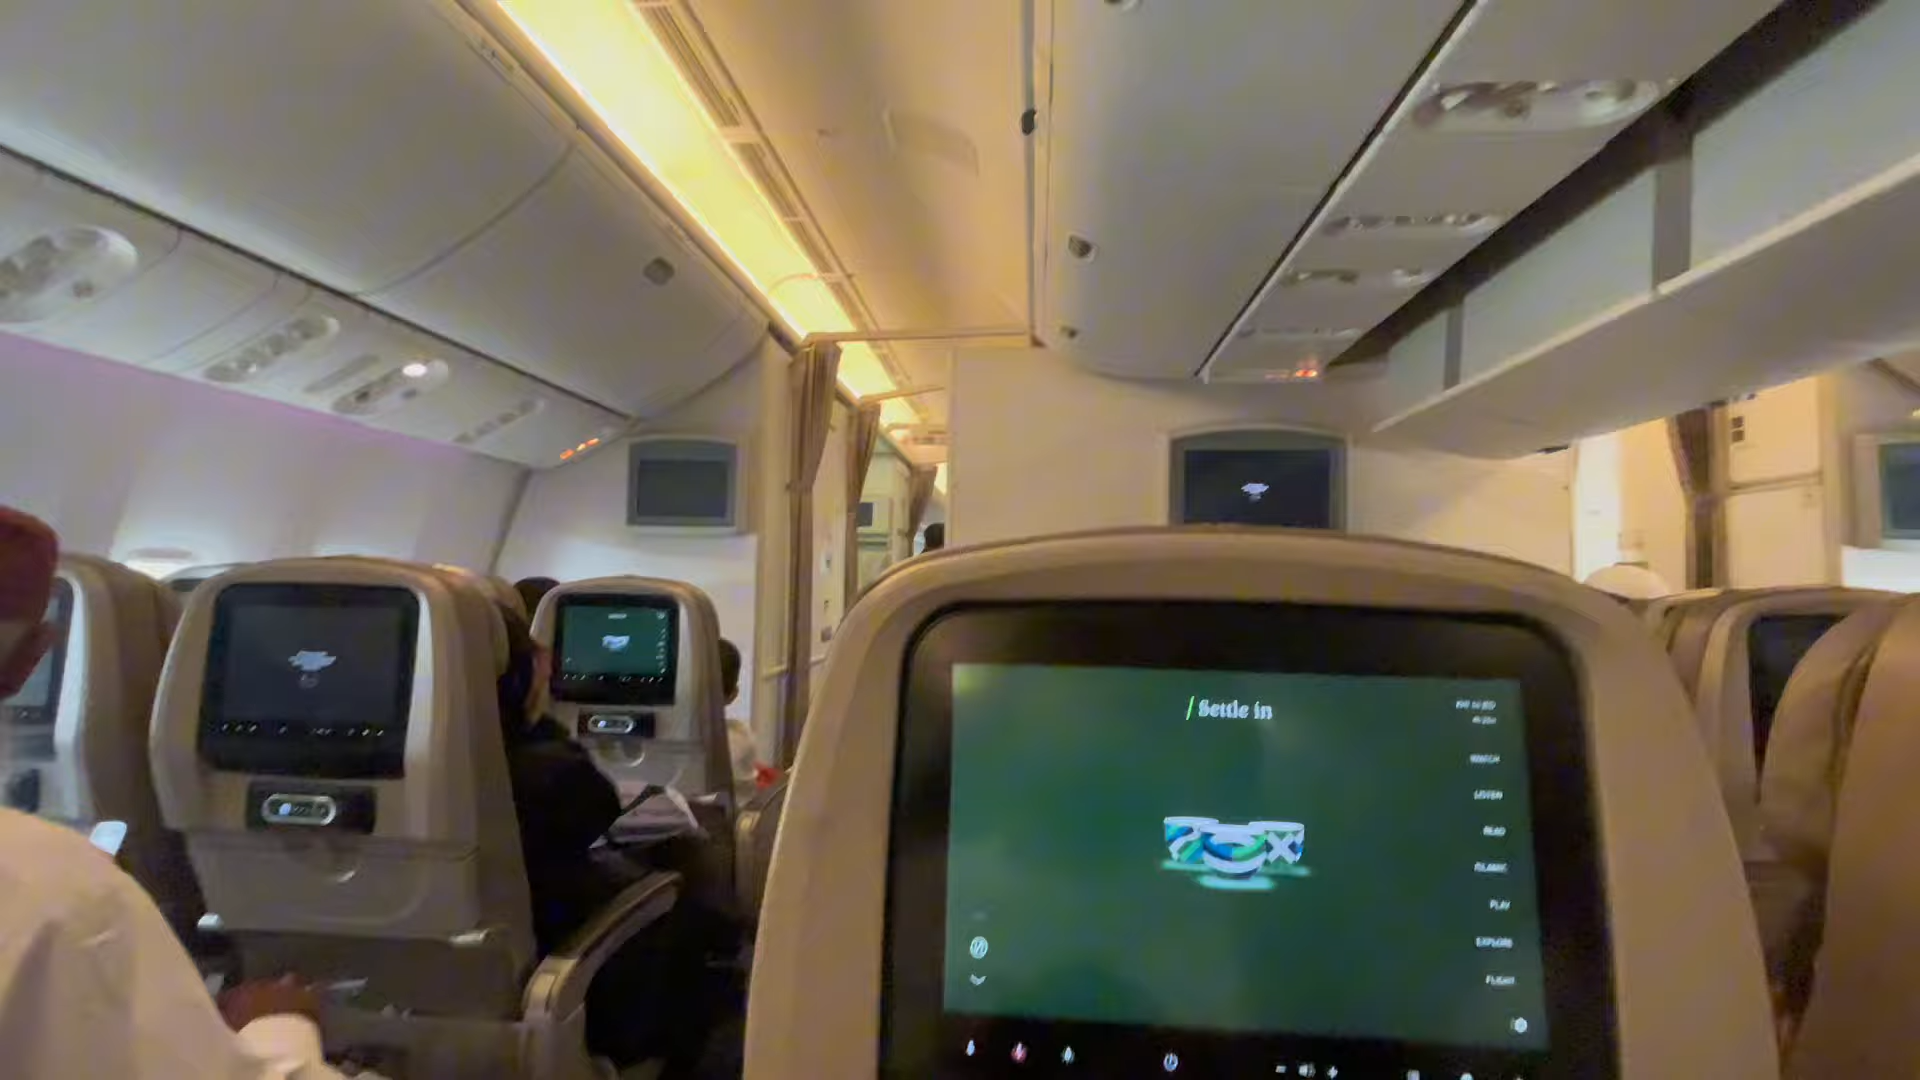 / Settle in
WATCH
LISTEN
READ
ISLAMIC
PLAY
EXPLORE
FLIGHT